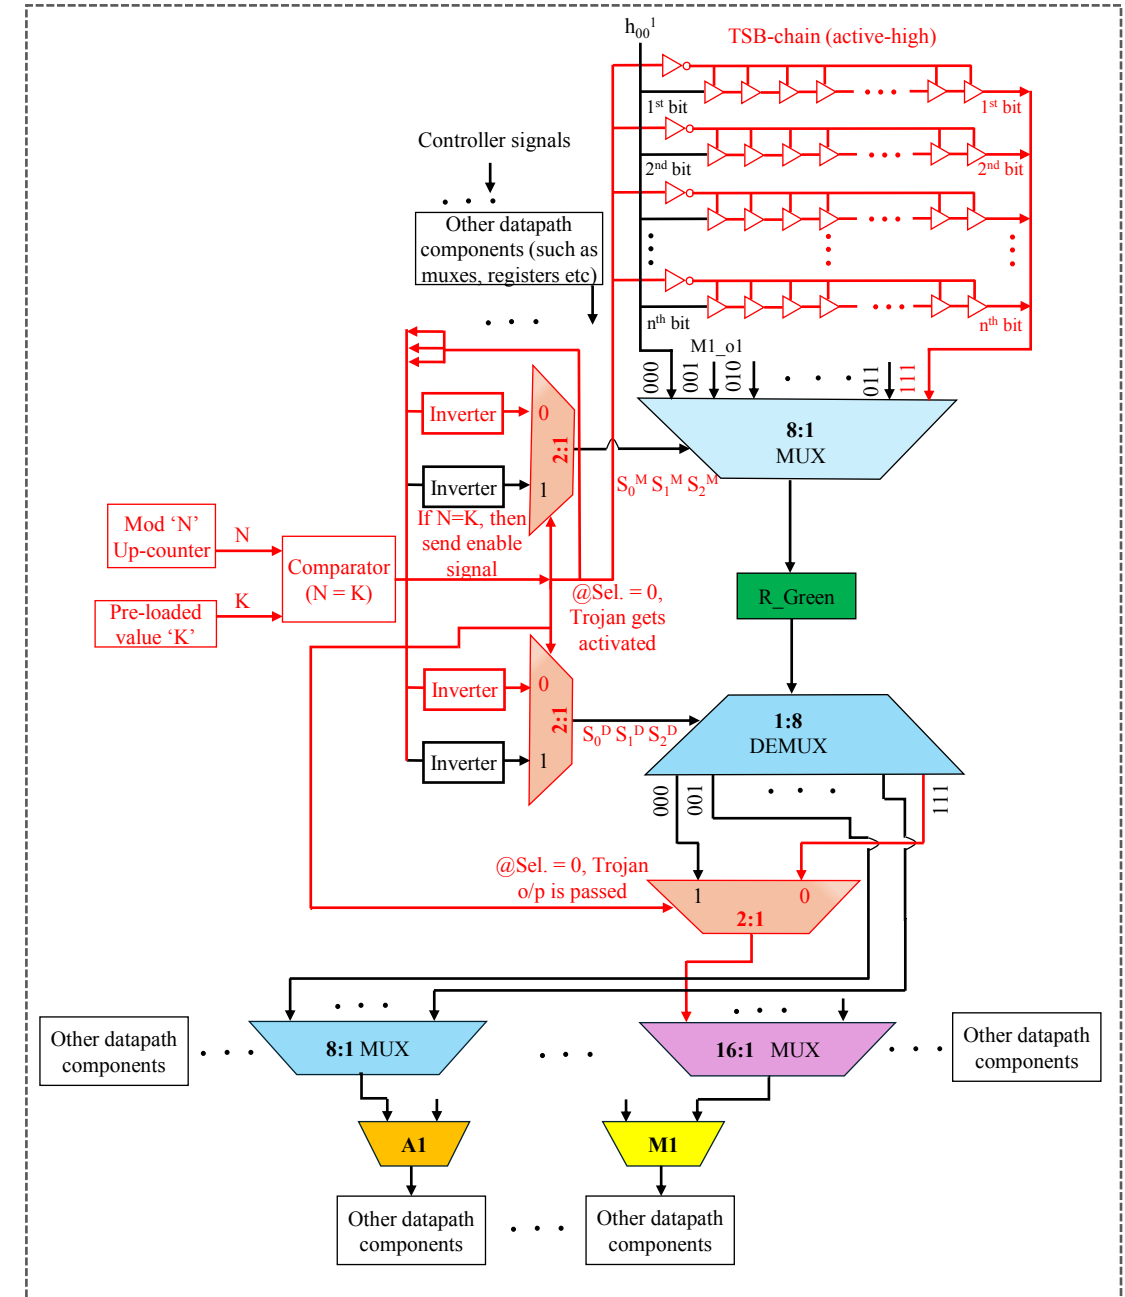 h₀₀¹
TSB-chain (active-high)
1ˢᵗ bit
1ˢᵗ bit
Controller signals
2ⁿᵈ bit
2ⁿᵈ bit
Other datapath
components (such as
muxes, registers etc)
nᵗʰ bit
nᵗʰ bit
M1_o1
000
001
010
011
111
Inverter
0
2:1
8:1
MUX
Inverter
1
S₀ᴹ S₁ᴹ S₂ᴹ
If N=K, then
send enable
signal
Mod ‘N’
Up-counter
N
Comparator
(N = K)
Pre-loaded
value ‘K’
K
@Sel. = 0,
Trojan gets
activated
R_Green
Inverter
0
2:1
S₀ᴰ S₁ᴰ S₂ᴰ
1:8
DEMUX
Inverter
1
000
001
111
@Sel. = 0, Trojan
o/p is passed
1
0
2:1
Other datapath
components
8:1 MUX
16:1 MUX
Other datapath
components
A1
M1
Other datapath
components
Other datapath
components